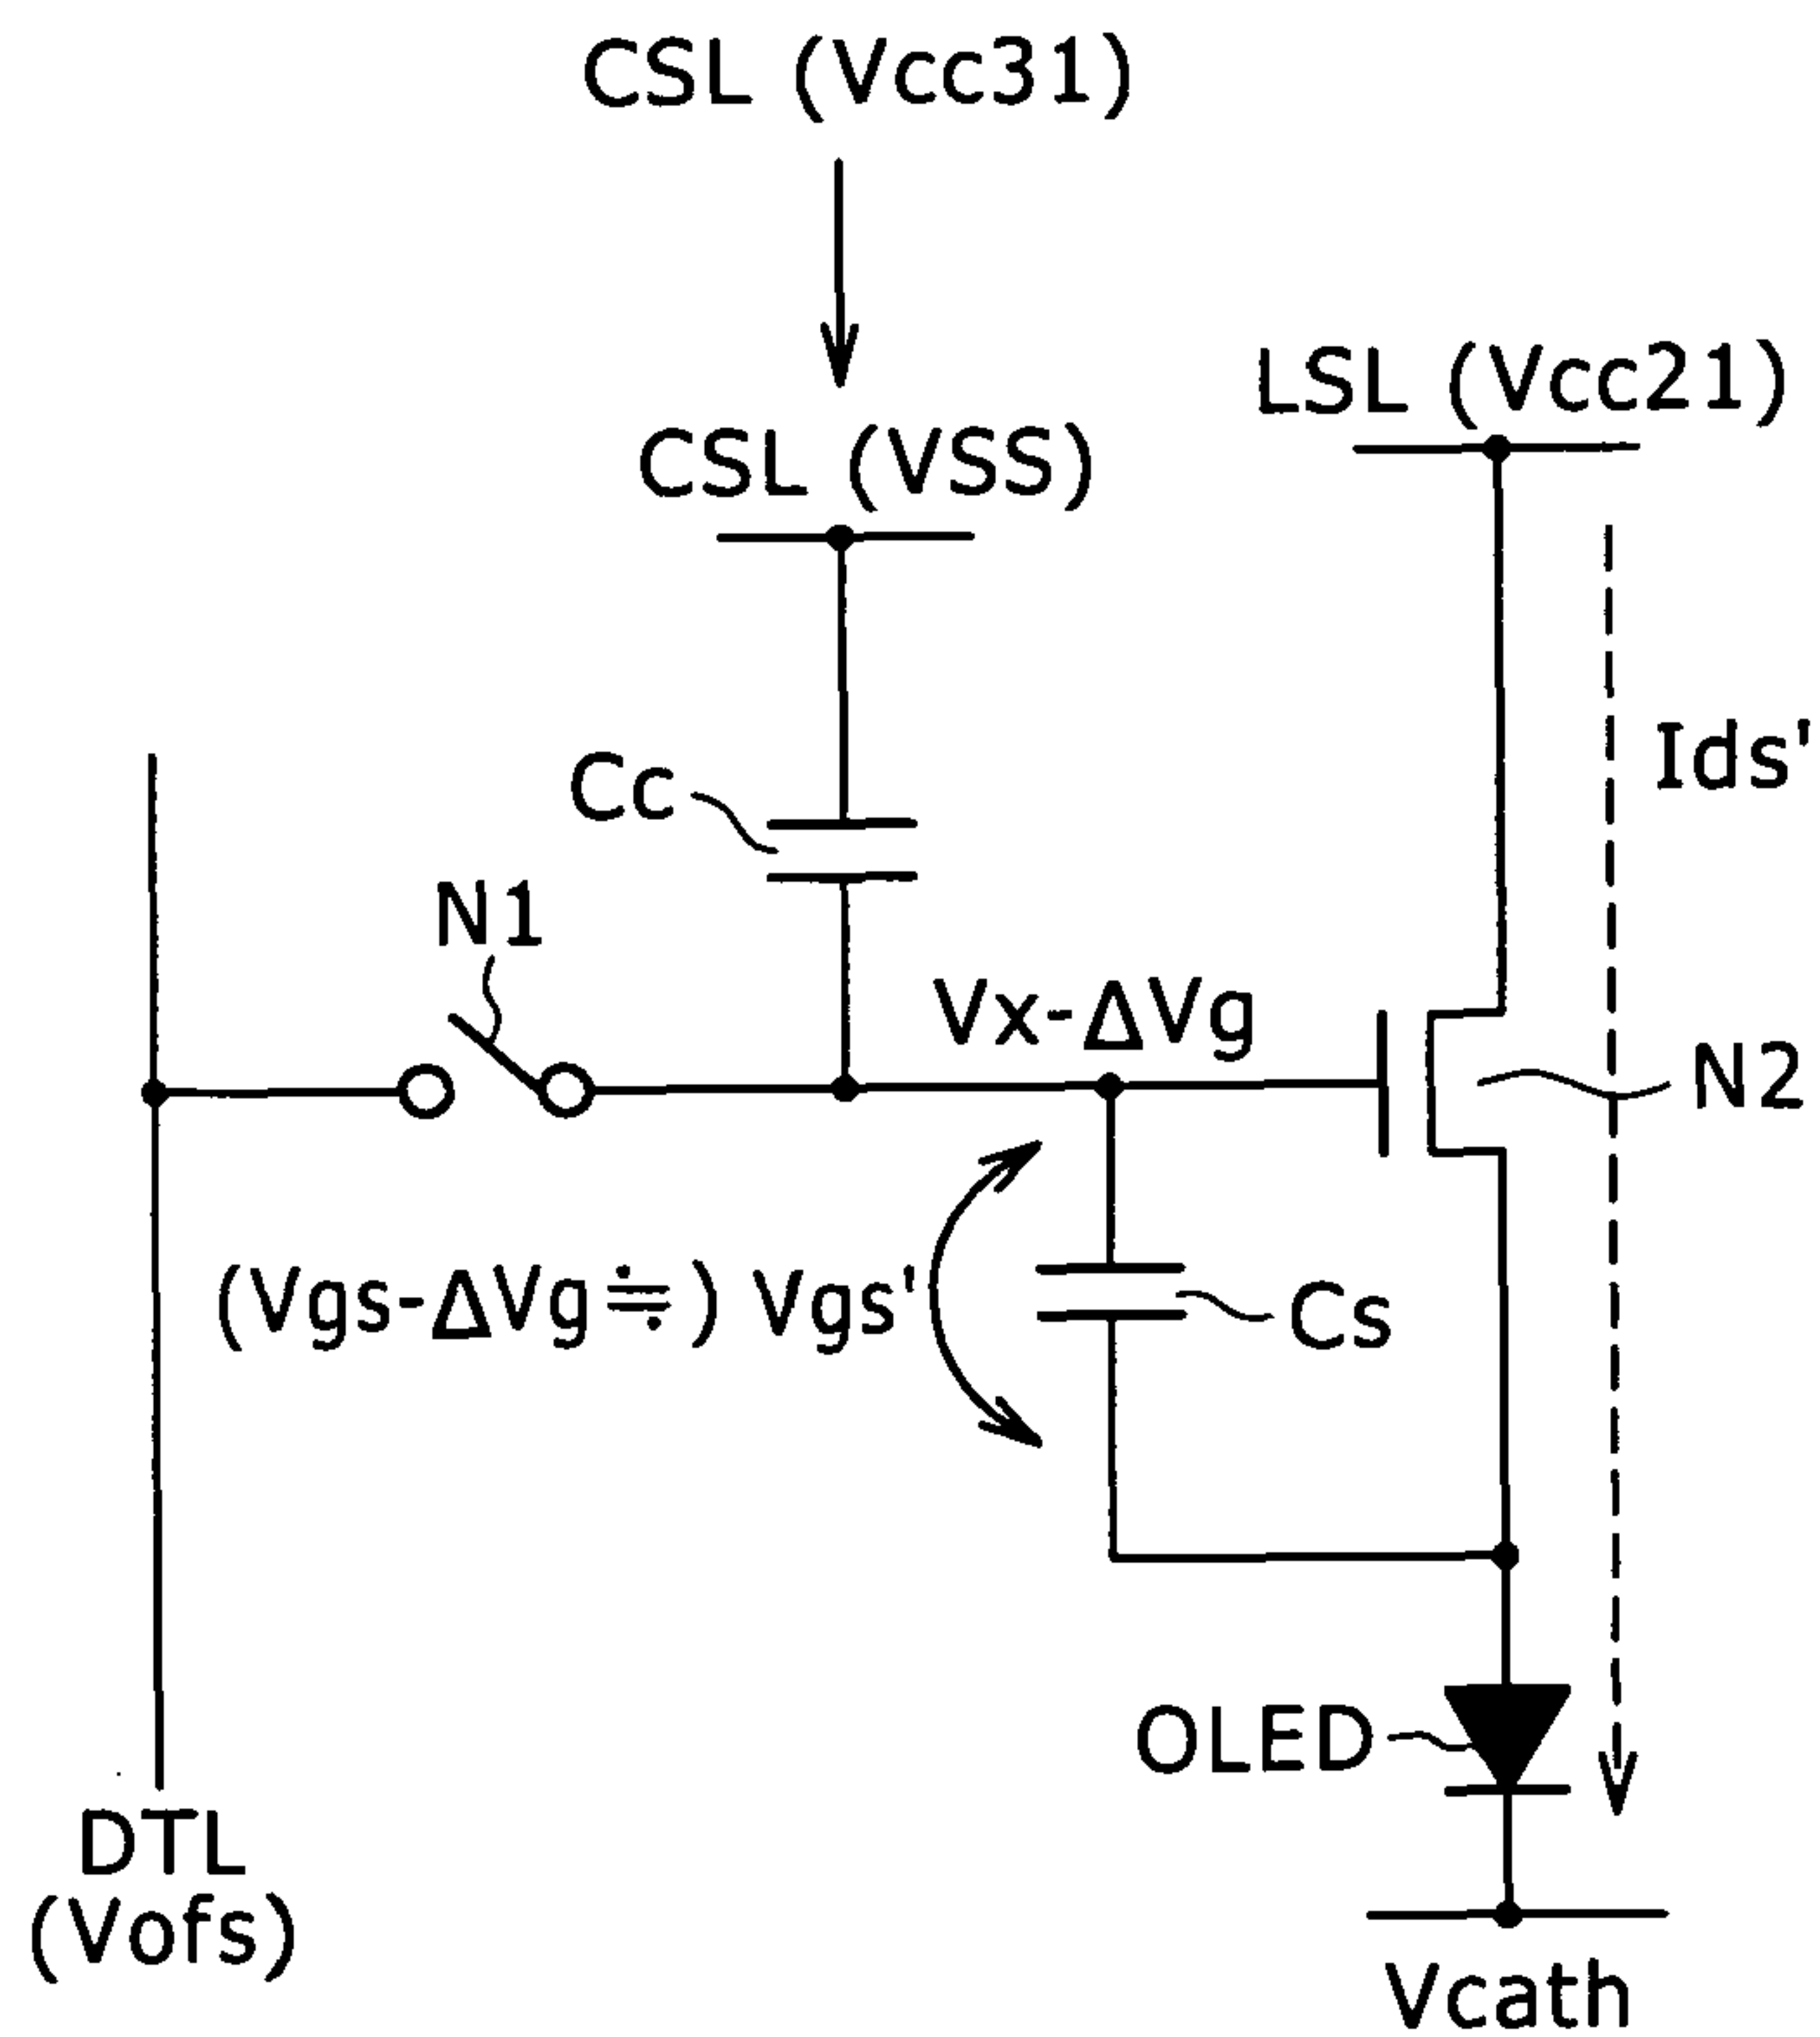 CSL (Vcc31)
LSL (Vcc21)
CSL (VSS)
Ids'
Cc
N1
Vx-ΔVg
N2
(Vgs-ΔVg≒) Vgs'
Cs
OLED
DTL
(Vofs)
Vcath